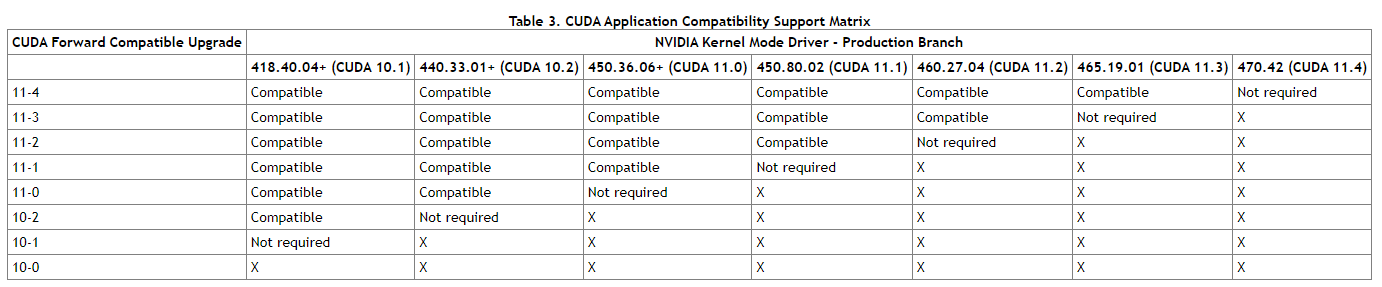 Table 3. CUDA Application Compatibility Support Matrix
CUDA Forward Compatible Upgrade NVIDIA Kernel Mode Driver - Production Branch
418.40.04+ (CUDA 10.1) 440.33.01+ (CUDA 10.2) 450.36.06+ (CUDA 11.0) 450.80.02 (CUDA 11.1) 460.27.04 (CUDA 11.2) 465.19.01 (CUDA 11.3) 470.42 (CUDA 11.4)
11-4 Compatible Compatible Compatible Compatible Compatible Compatible Not required
11-3 Compatible Compatible Compatible Compatible Compatible Not required X
11-2 Compatible Compatible Compatible Compatible Not required X X
11-1 Compatible Compatible Compatible Not required X X X
11-0 Compatible Compatible Not required X X X X
10-2 Compatible Not required X X X X X
10-1 Not required X X X X X X
10-0 X X X X X X X